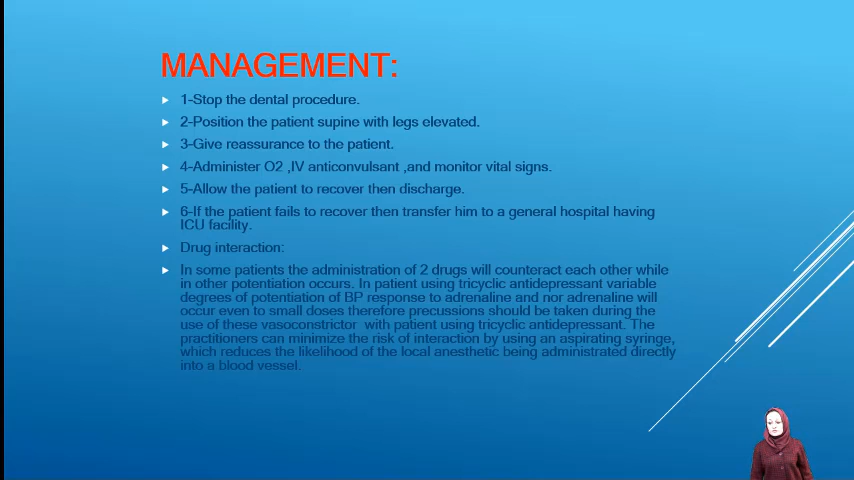 MANAGEMENT:
1-Stop the dental procedure.
2-Position the patient supine with legs elevated.
3-Give reassurance to the patient.
4-Administer O2 ,IV anticonvulsant ,and monitor vital signs.
5-Allow the patient to recover then discharge.
6-If the patient fails to recover then transfer him to a general hospital having
ICU facility.
Drug interaction:
In some patients the administration of 2 drugs will counteract each other while
in other potentiation occurs. In patient using tricyclic antidepressant variable
degrees of potentiation of BP response to adrenaline and nor adrenaline will
occur even to small doses therefore precussions should be taken during the
use of these vasoconstrictor with patient using tricyclic antidepressant. The
practitioners can minimize the risk of interaction by using an aspirating syringe,
which reduces the likelihood of the local anesthetic being administrated directly
into a blood vessel.